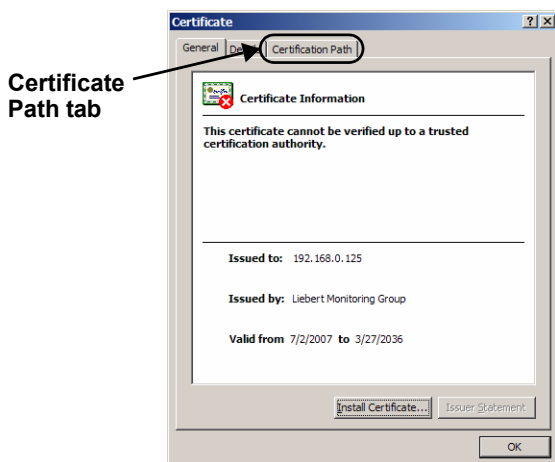 Certificate
General Details Certification Path
Certificate
Path tab
Certificate Information
This certificate cannot be verified up to a trusted
certification authority.
Issued to: 192.168.0.125
Issued by: Liebert Monitoring Group
Valid from 7/2/2007 to 3/27/2036
Install Certificate... Issuer Statement
OK